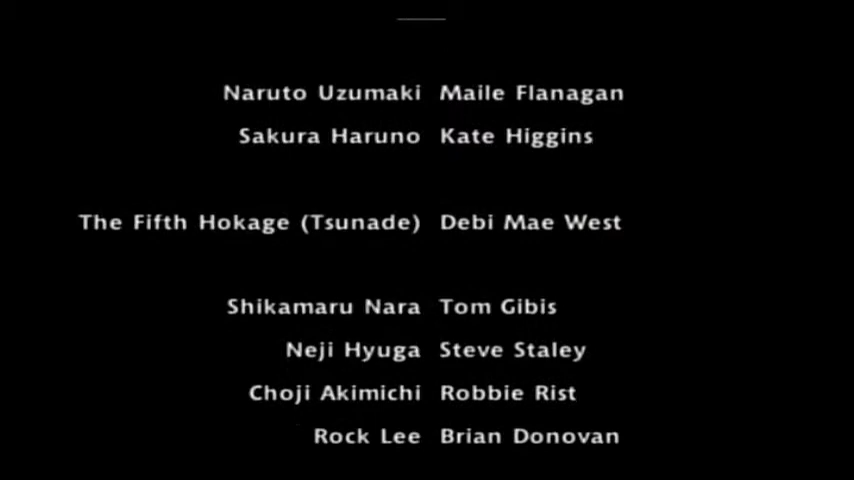 Naruto Uzumaki Maile Flanagan
Sakura Haruno Kate Higgins
The Fifth Hokage (Tsunade) Debi Mae West
Shikamaru Nara Tom Gibis
Neji Hyuga Steve Staley
Choji Akimichi Robbie Rist
Rock Lee Brian Donovan